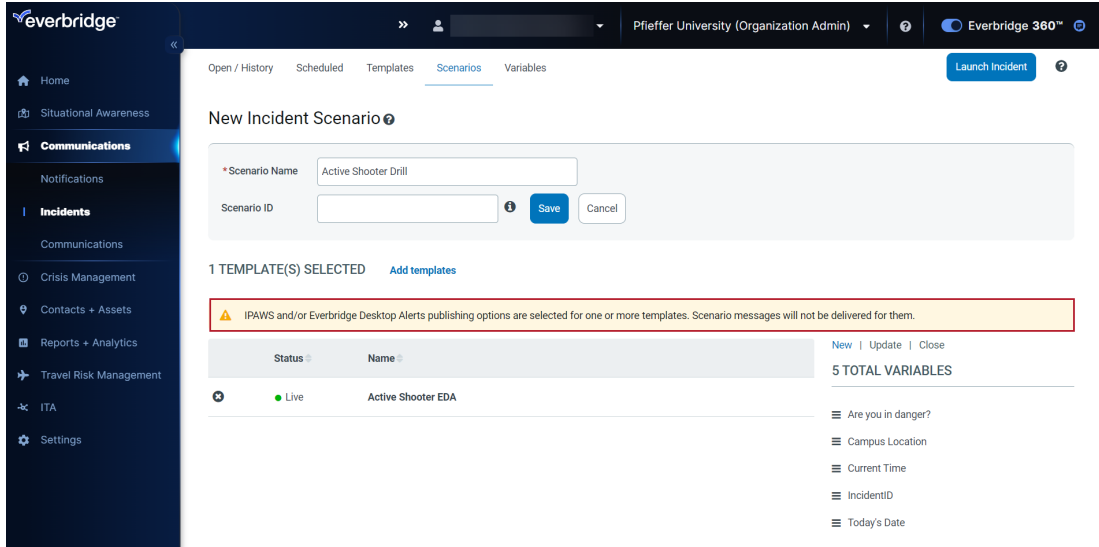 everbridge™
» Pfieffer University (Organization Admin) Everbridge 360™
«
Home
Situational Awareness
Communications
Notifications
Incidents
Communications
Crisis Management
Contacts + Assets
Reports + Analytics
Travel Risk Management
ITA
Settings
Open / History Scheduled Templates Scenarios Variables Launch Incident
New Incident Scenario
*Scenario Name Active Shooter Drill
Scenario ID Save Cancel
1 TEMPLATE(S) SELECTED Add templates
IPAWS and/or Everbridge Desktop Alerts publishing options are selected for one or more templates. Scenario messages will not be delivered for them.
Status Name
Live Active Shooter EDA
New | Update | Close
5 TOTAL VARIABLES
Are you in danger?
Campus Location
Current Time
IncidentID
Today's Date